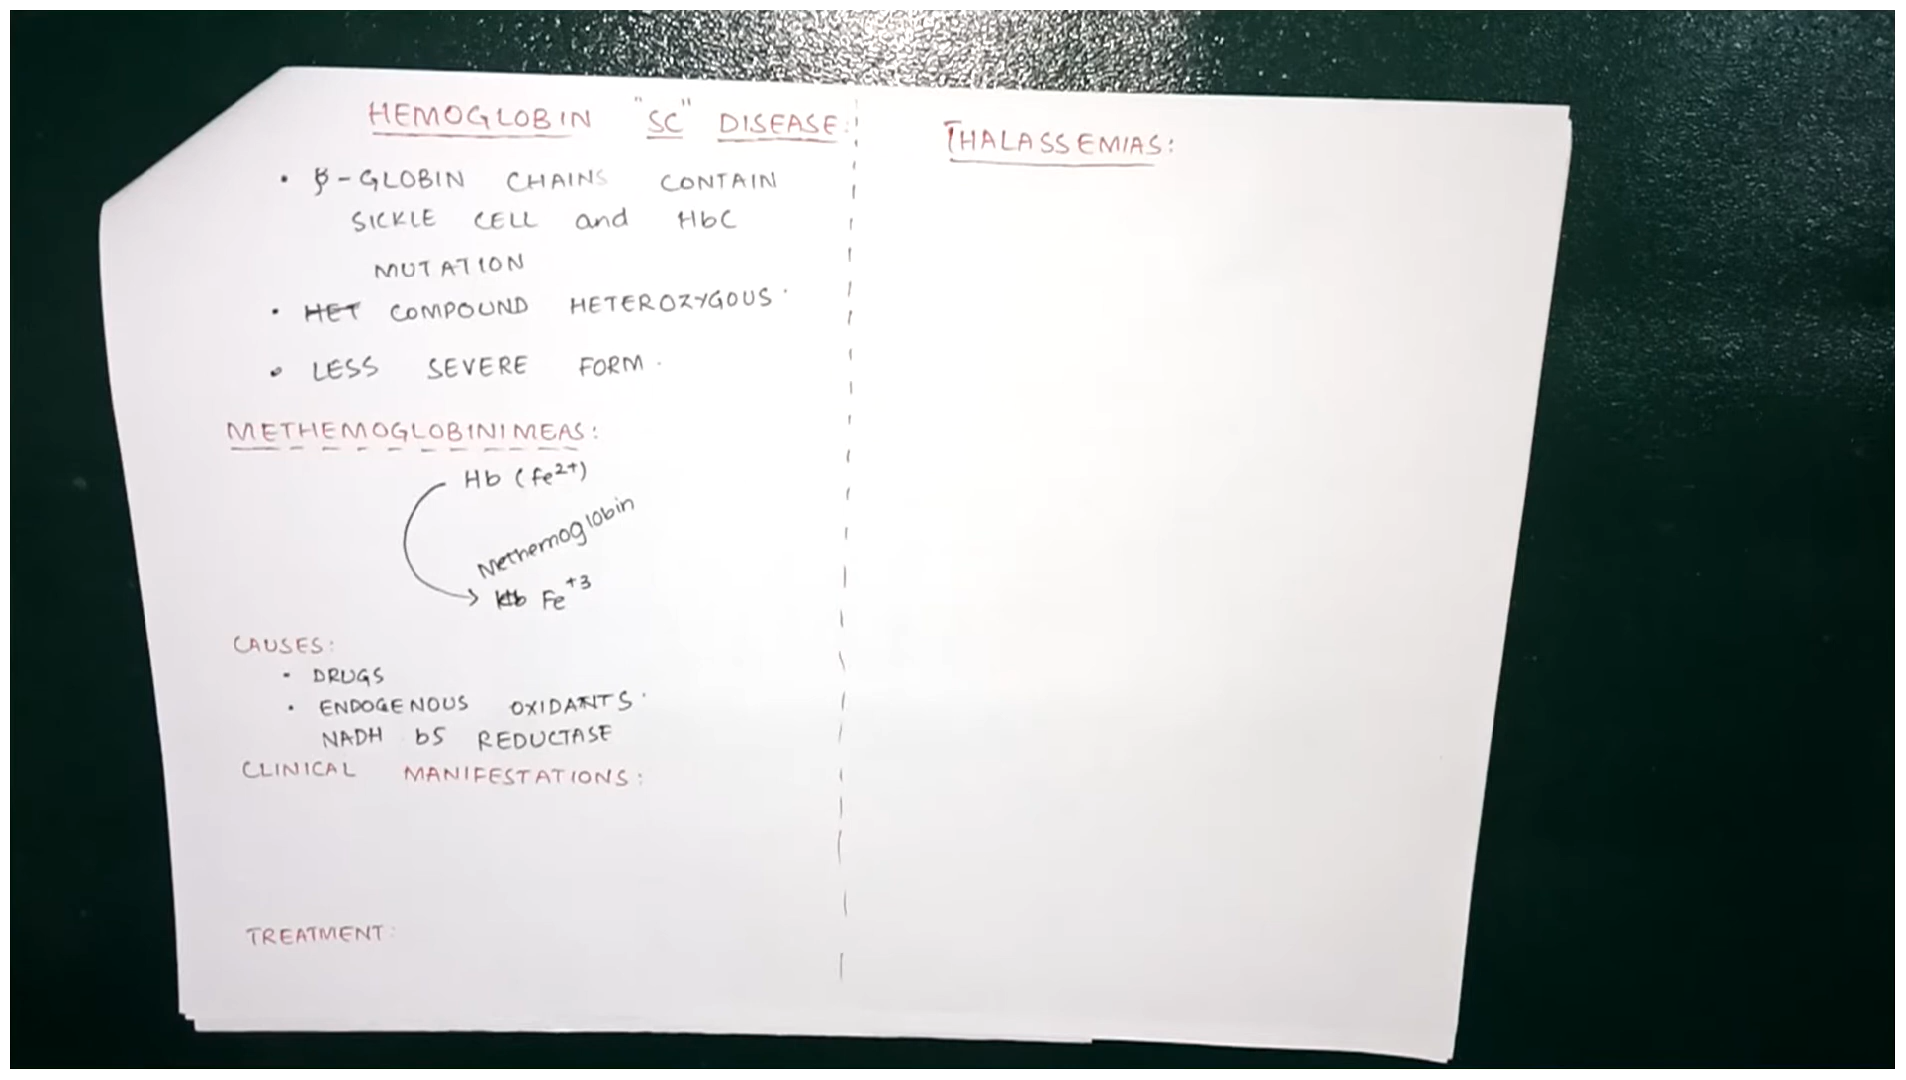 HEMOGLOBIN "SC" DISEASE:
• β-GLOBIN CHAINS CONTAIN
SICKLE CELL and HbC
MUTATION
• HET COMPOUND HETEROZYGOUS.
• LESS SEVERE FORM.
METHEMOGLOBINIMEAS:
Hb (Fe2+)
Methemoglobin
Hb Fe+3
CAUSES:
• DRUGS
• ENDOGENOUS OXIDANTS.
NADH b5 REDUCTASE
CLINICAL MANIFESTATIONS:
TREATMENT:
THALASSEMIAS: